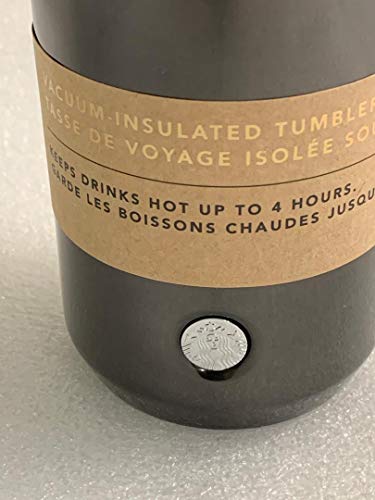 VACUUM-INSULATED TUMBLER
TASSE DE VOYAGE ISOLÉE SOU
KEEPS DRINKS HOT UP TO 4 HOURS.
GARDE LES BOISSONS CHAUDES JUSQU